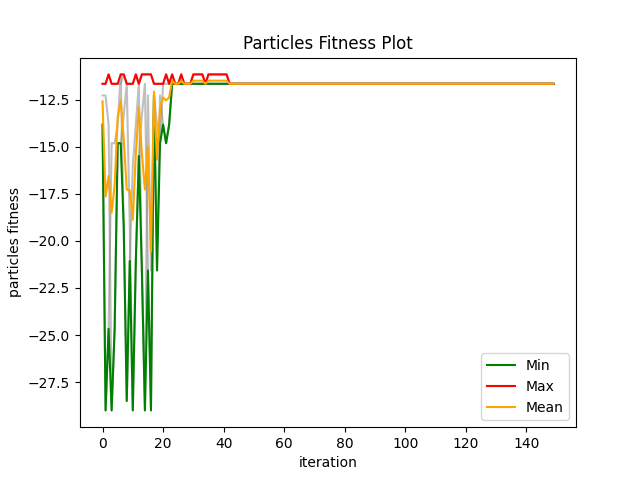 Particles Fitness Plot
particles fitness
−12.5
−15.0
−17.5
−20.0
−22.5
−25.0
−27.5
0 20 40 60 80 100 120 140
iteration
Min
Max
Mean